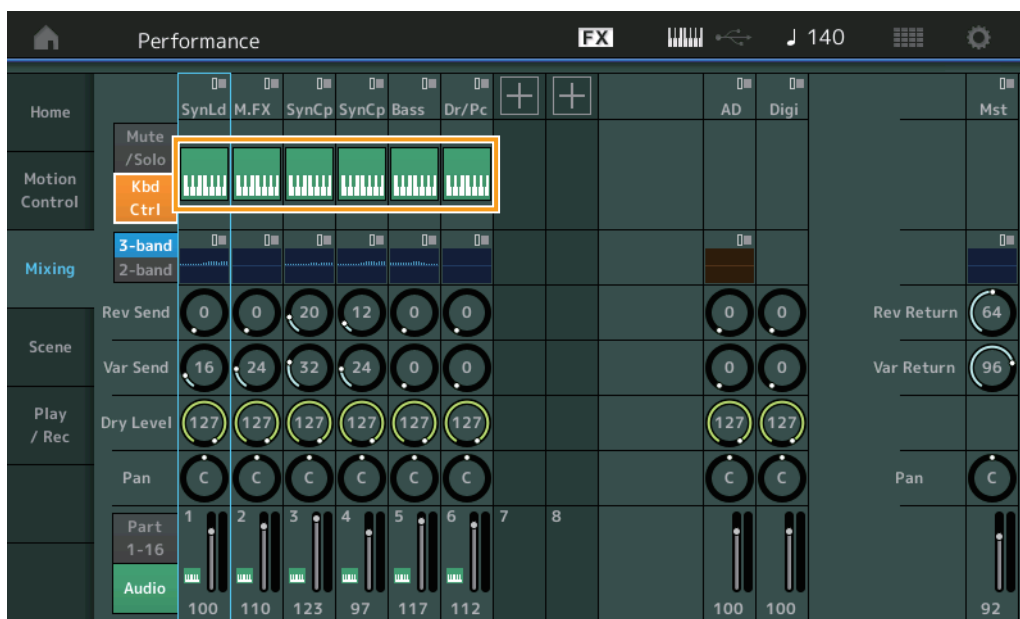 Performance FX 140
SynLd M.FX SynCp SynCp Bass Dr/Pc AD Digi Mst
Home
Mute
/Solo
Motion
Control
Kbd
Ctrl
3-band
2-band
Mixing
Rev Send 0 0 20 12 0 0 0 0 Rev Return 64
Scene
Var Send 16 24 32 24 0 0 0 0 Var Return 96
Play
/ Rec
Dry Level 127 127 127 127 127 127 127 127
Pan C C C C C C C C Pan C
Part
1-16
1 2 3 4 5 6 7 8
Audio
100 110 123 97 117 112 100 100 92